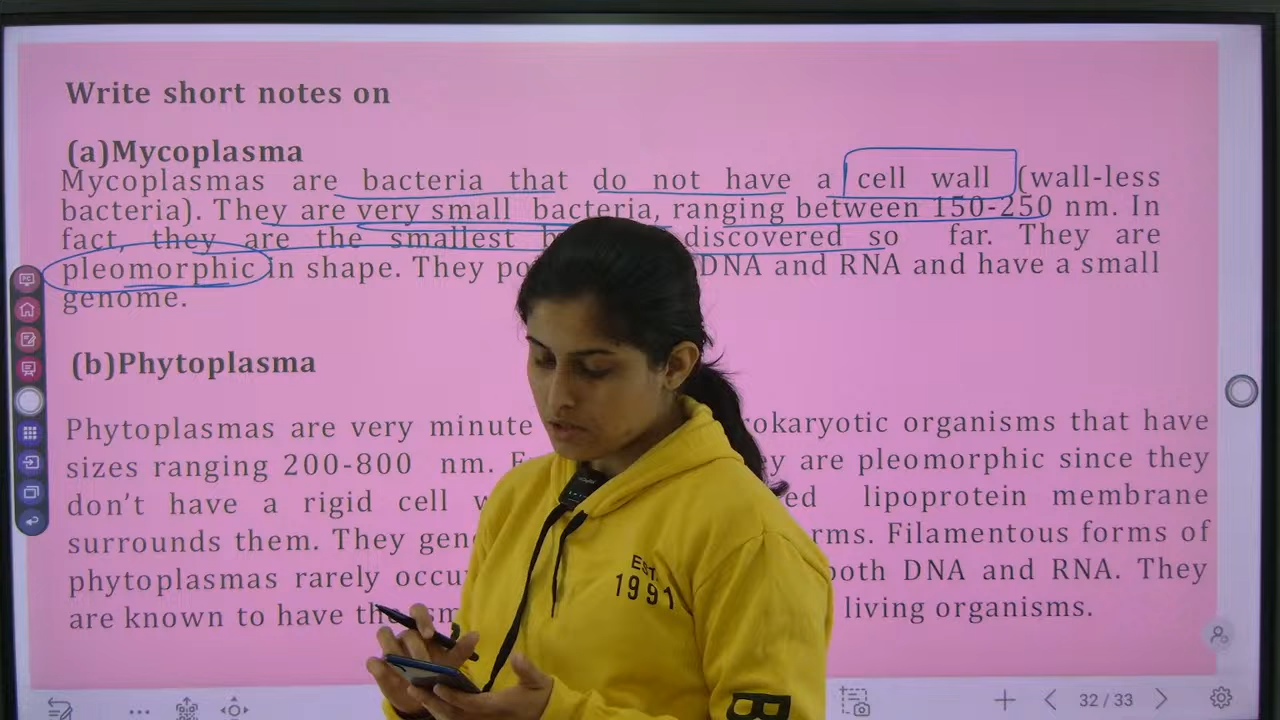 Write short notes on
(a)Mycoplasma
Mycoplasmas are bacteria that do not have a cell wall (wall-less
bacteria). They are very small bacteria, ranging between 150-250 nm. In
fact, they are the smallest discovered so far. They are
pleomorphic in shape. They DNA and RNA and have a small
genome.
(b)Phytoplasma
Phytoplasmas are very minute organisms that have
sizes ranging 200-800 nm. are pleomorphic since they
don't have a rigid cell lipoprotein membrane
surrounds them. They Filamentous forms of
phytoplasmas rarely both DNA and RNA. They
are known to have living organisms.
EST.
1991
B
32 / 33